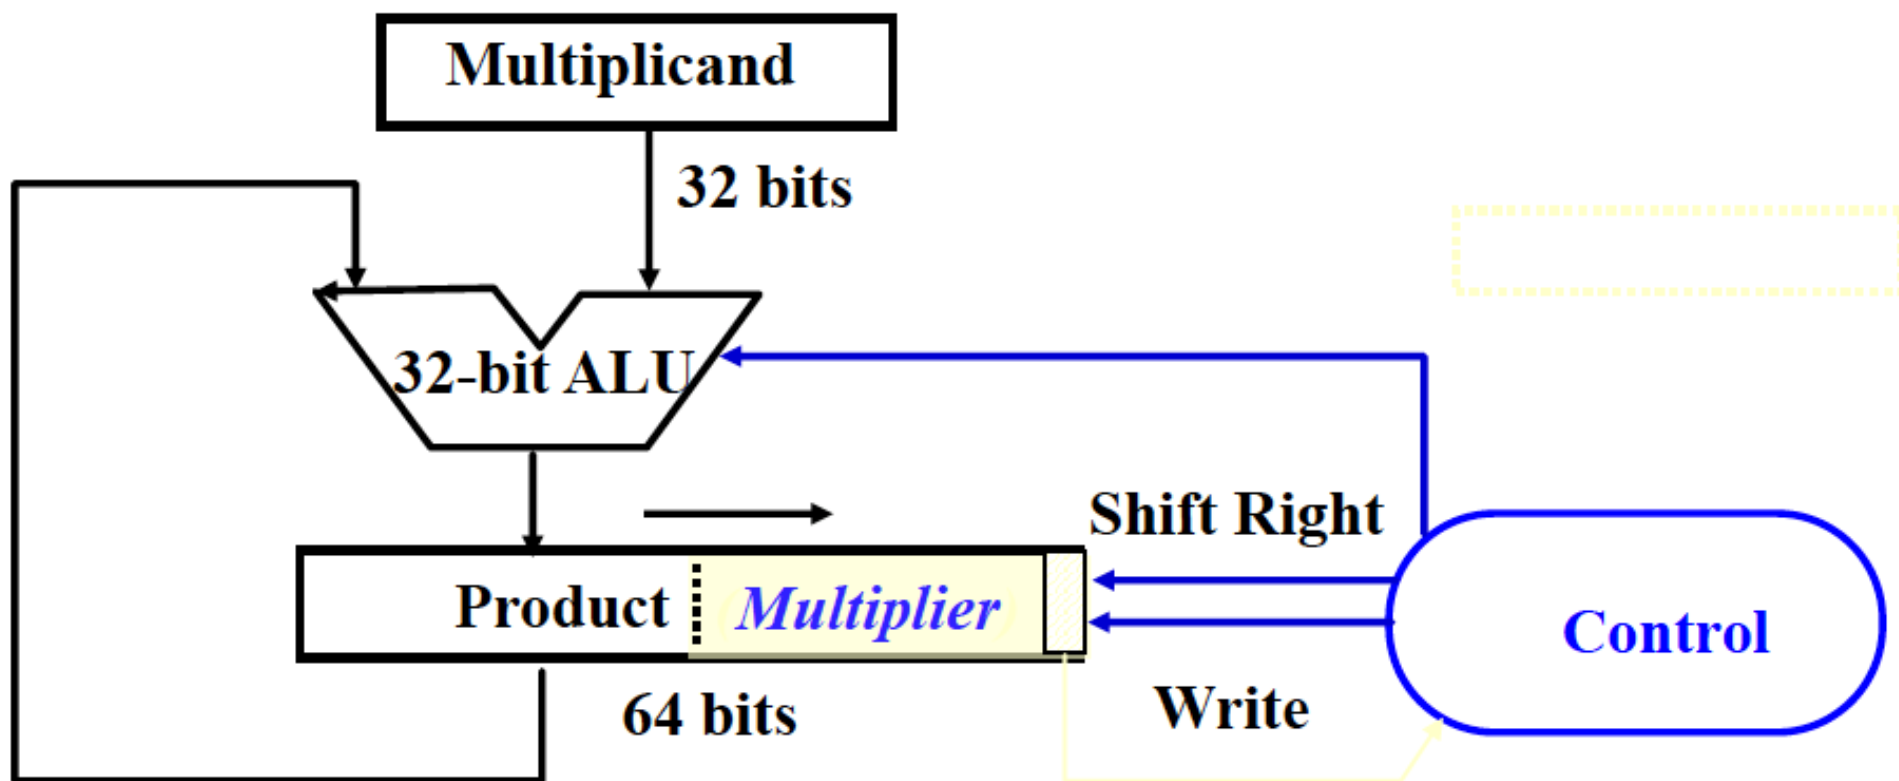 Multiplicand
32 bits
32-bit ALU
Shift Right
Product
Multiplier
Control
64 bits
Write